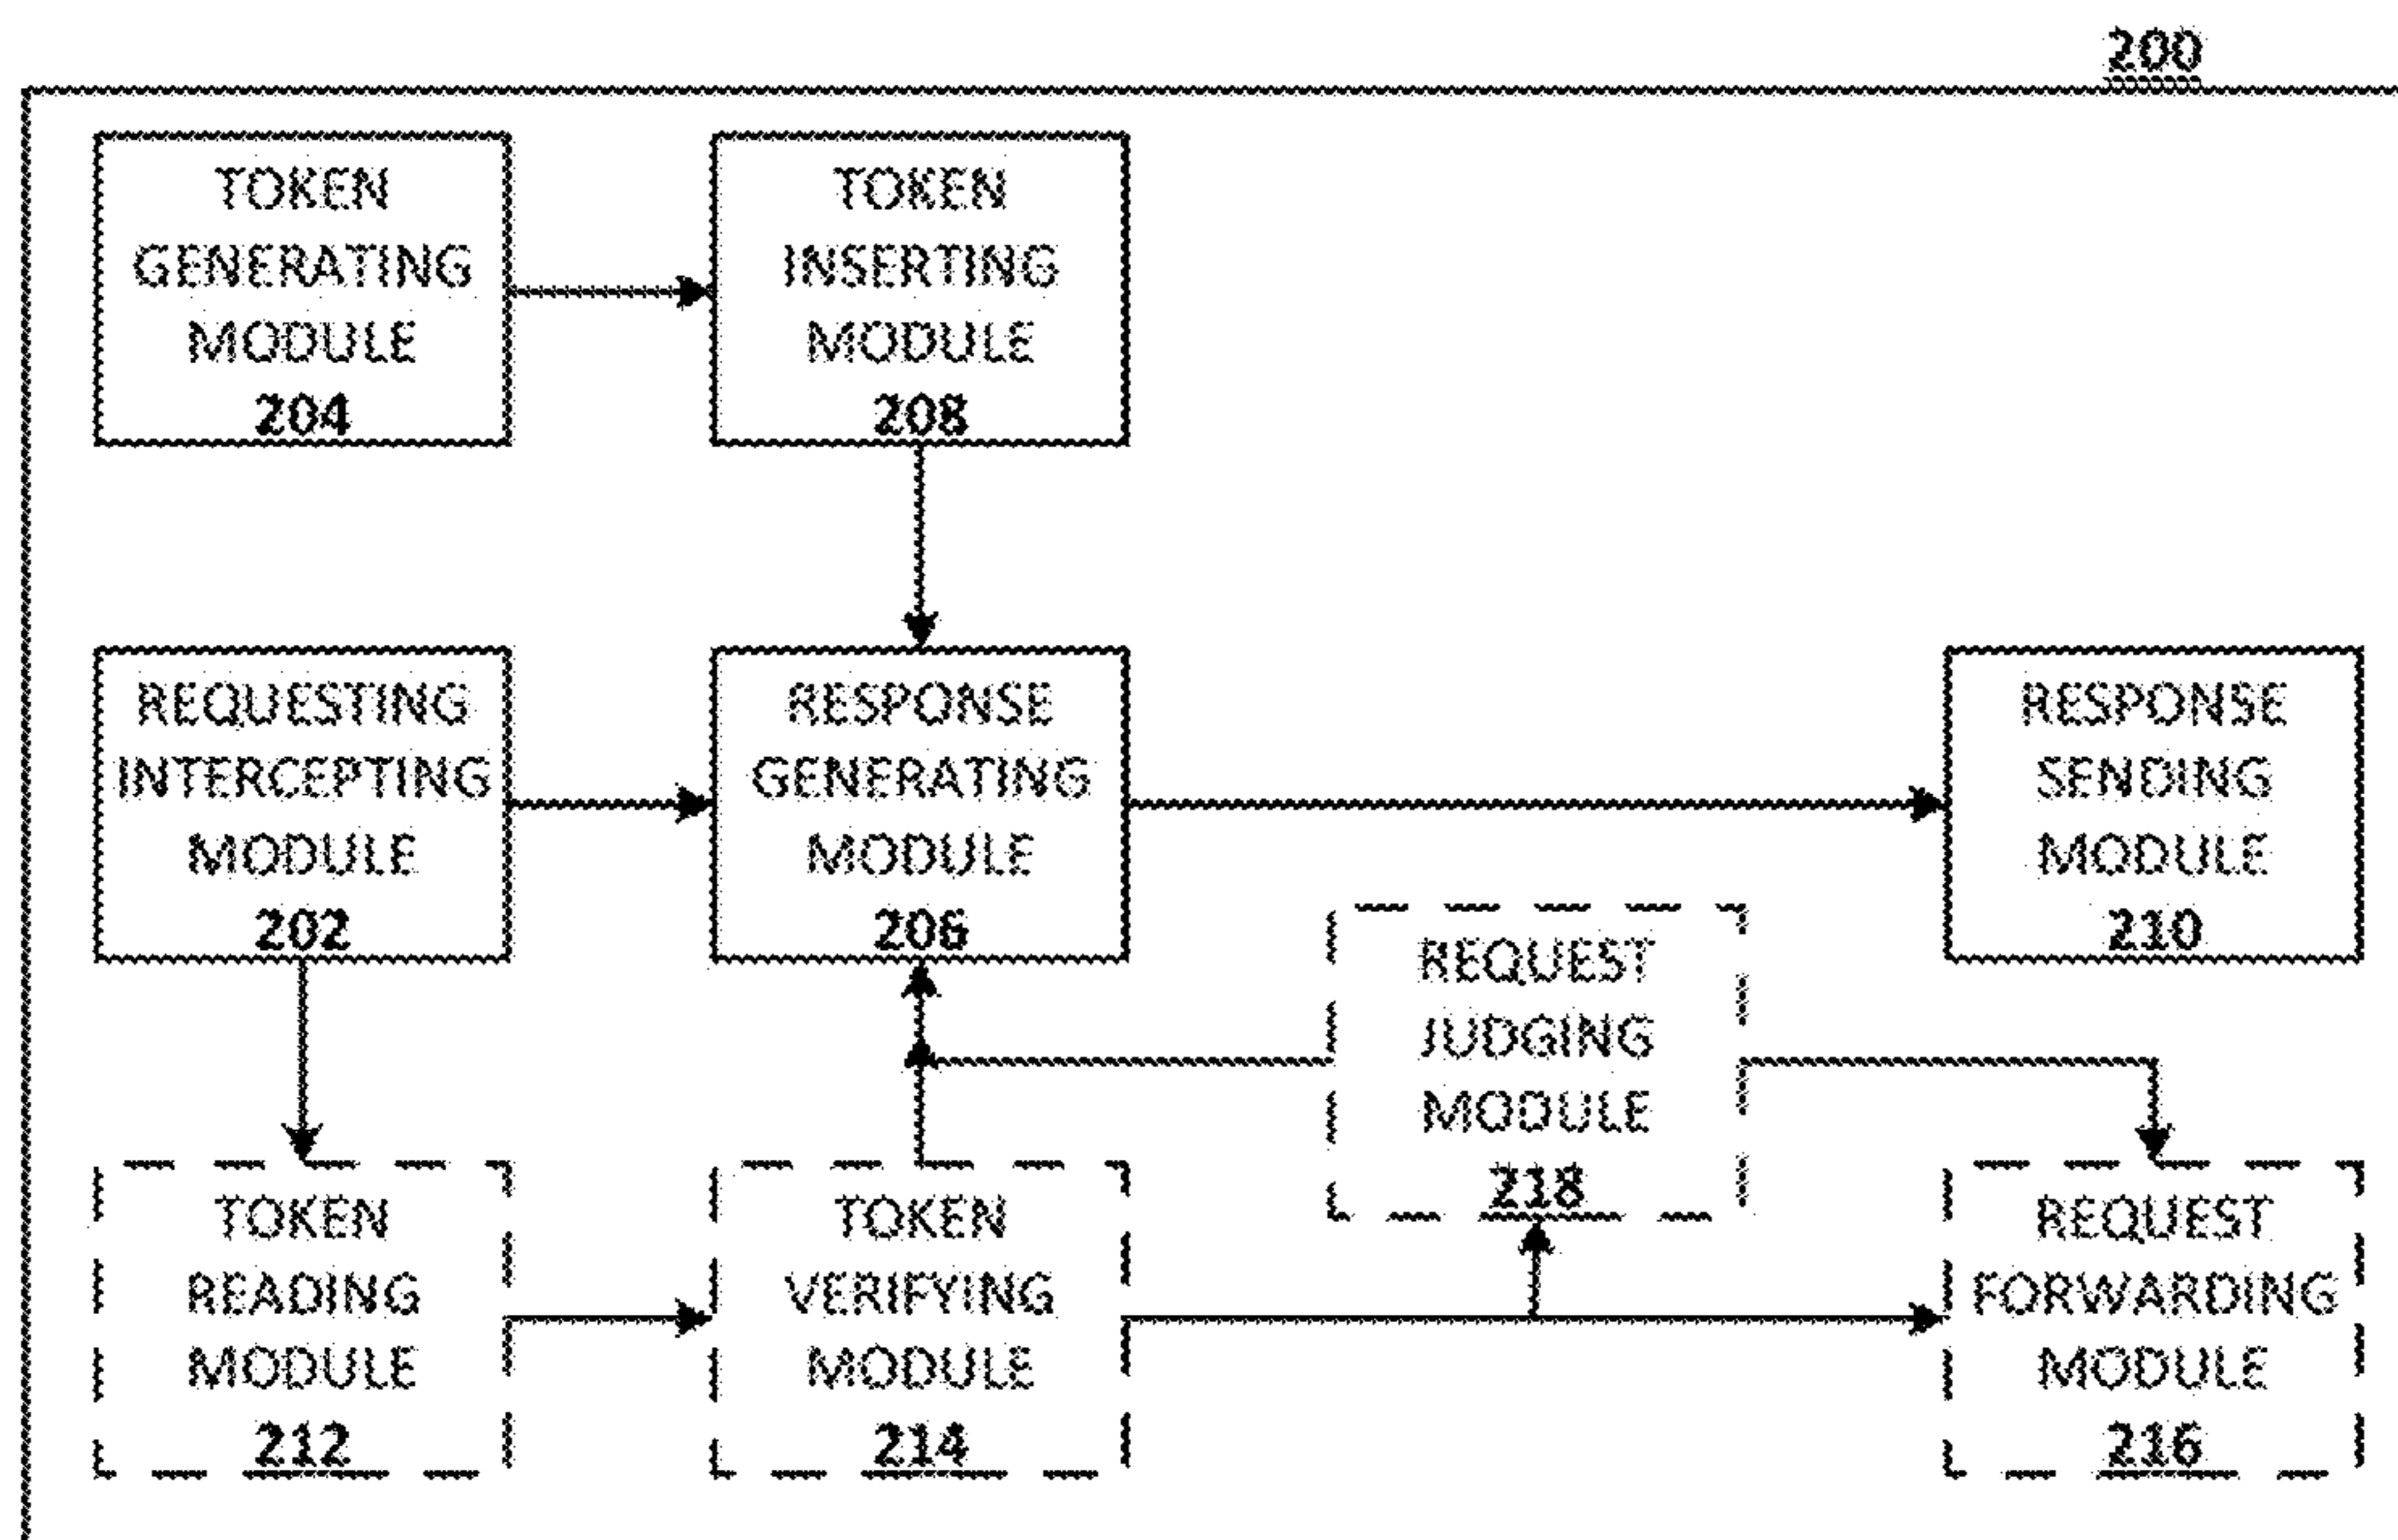 200
TOKEN
GENERATING
MODULE
204
TOKEN
INSERTING
MODULE
208
REQUESTING
INTERCEPTING
MODULE
202
RESPONSE
GENERATING
MODULE
206
RESPONSE
SENDING
MODULE
210
REQUEST
JUDGING
MODULE
218
TOKEN
READING
MODULE
212
TOKEN
VERIFYING
MODULE
214
REQUEST
FORWARDING
MODULE
216